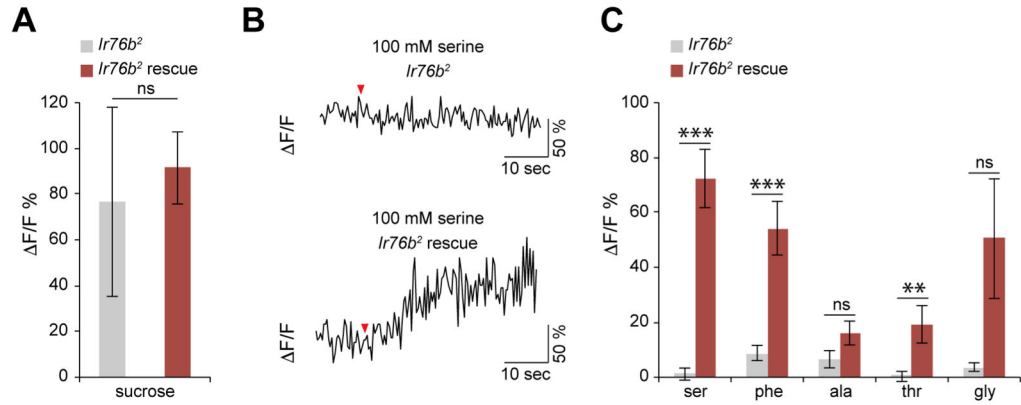 A
Ir76b²
Ir76b² rescue
ns
120
100
80
60
40
20
0
ΔF/F %
sucrose
B
100 mM serine
Ir76b²
ΔF/F
50 %
10 sec
100 mM serine
Ir76b² rescue
ΔF/F
50 %
10 sec
C
Ir76b²
Ir76b² rescue
100
80
60
40
20
0
ΔF/F %
***
***
ns
**
ns
ser phe ala thr gly